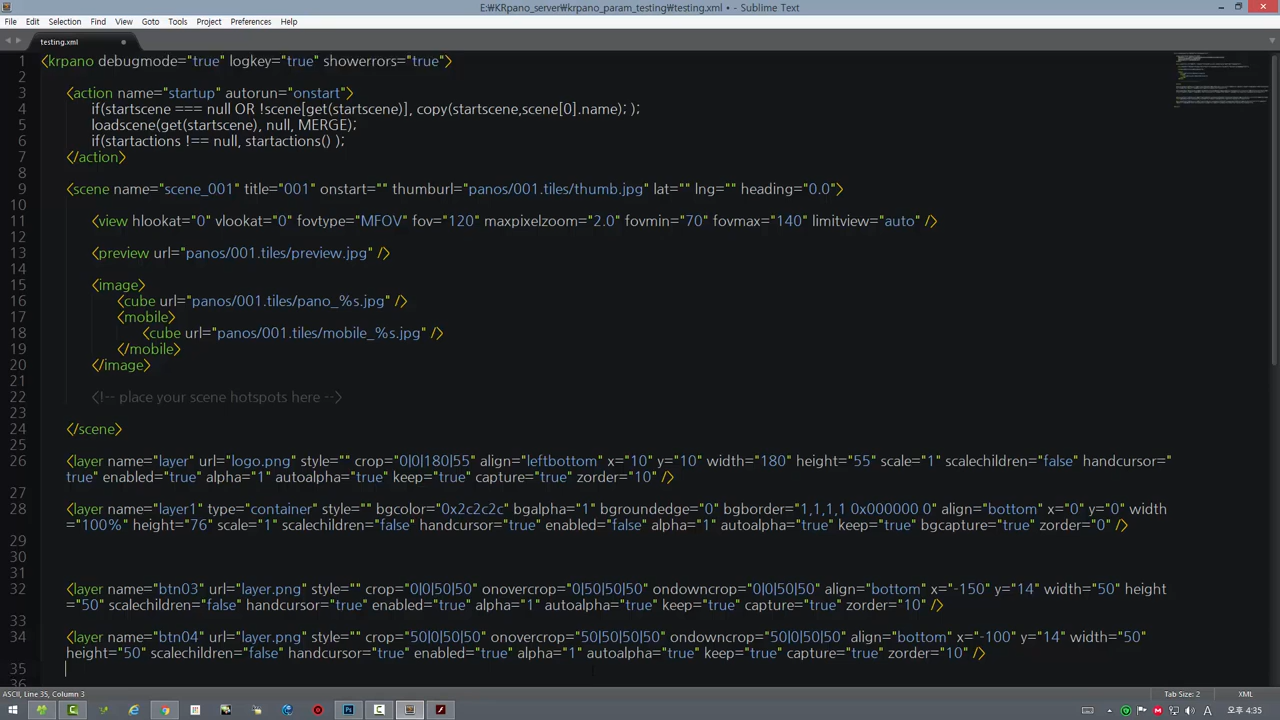 E:₩KRpano_server₩krpano_param_testing₩testing.xml • - Sublime Text
File Edit Selection Find View Goto Tools Project Preferences Help
testing.xml
1 <krpano debugmode="true" logkey="true" showerrors="true">
2
3 <action name="startup" autorun="onstart">
4 if(startscene === null OR !scene[get(startscene)], copy(startscene,scene[0].name); );
5 loadscene(get(startscene), null, MERGE);
6 if(startactions !== null, startactions() );
7 </action>
8
9 <scene name="scene_001" title="001" onstart="" thumburl="panos/001.tiles/thumb.jpg" lat="" lng="" heading="0.0">
10
11 <view hlookat="0" vlookat="0" fovtype="MFOV" fov="120" maxpixelzoom="2.0" fovmin="70" fovmax="140" limitview="auto" />
12
13 <preview url="panos/001.tiles/preview.jpg" />
14
15 <image>
16 <cube url="panos/001.tiles/pano_%s.jpg" />
17 <mobile>
18 <cube url="panos/001.tiles/mobile_%s.jpg" />
19 </mobile>
20 </image>
21
22 <!-- place your scene hotspots here -->
23
24 </scene>
25
26 <layer name="layer" url="logo.png" style="" crop="0|0|180|55" align="leftbottom" x="10" y="10" width="180" height="55" scale="1" scalechildren="false" handcursor="
true" enabled="true" alpha="1" autoalpha="true" keep="true" capture="true" zorder="10" />
27
28 <layer name="layer1" type="container" style="" bgcolor="0x2c2c2c" bgalpha="1" bgroundedge="0" bgborder="1,1,1,1 0x000000 0" align="bottom" x="0" y="0" width
="100%" height="76" scale="1" scalechildren="false" handcursor="true" enabled="false" alpha="1" autoalpha="true" keep="true" bgcapture="true" zorder="0" />
29
30
31
32 <layer name="btn03" url="layer.png" style="" crop="0|0|50|50" onovercrop="0|50|50|50" ondowncrop="0|0|50|50" align="bottom" x="-150" y="14" width="50" height
="50" scalechildren="false" handcursor="true" enabled="true" alpha="1" autoalpha="true" keep="true" capture="true" zorder="10" />
33
34 <layer name="btn04" url="layer.png" style="" crop="50|0|50|50" onovercrop="50|50|50|50" ondowncrop="50|0|50|50" align="bottom" x="-100" y="14" width="50"
height="50" scalechildren="false" handcursor="true" enabled="true" alpha="1" autoalpha="true" keep="true" capture="true" zorder="10" />
35
36
ASCII, Line 35, Column 3 Tab Size: 2 XML
A 오후 4:35